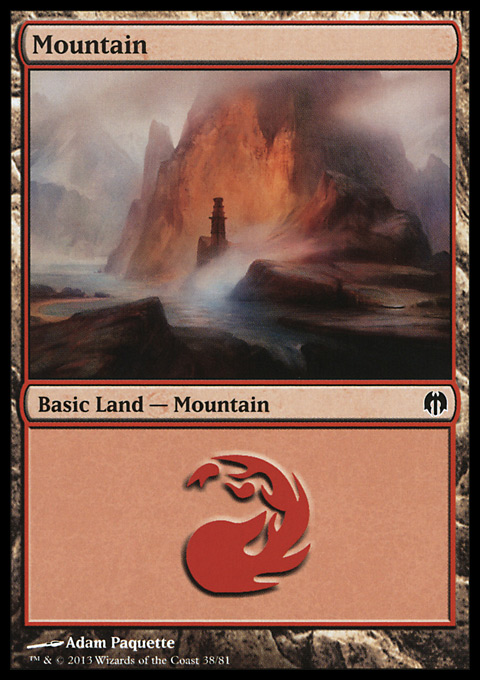 Mountain
Basic Land — Mountain
Adam Paquette
™ & © 2013 Wizards of the Coast 38/81